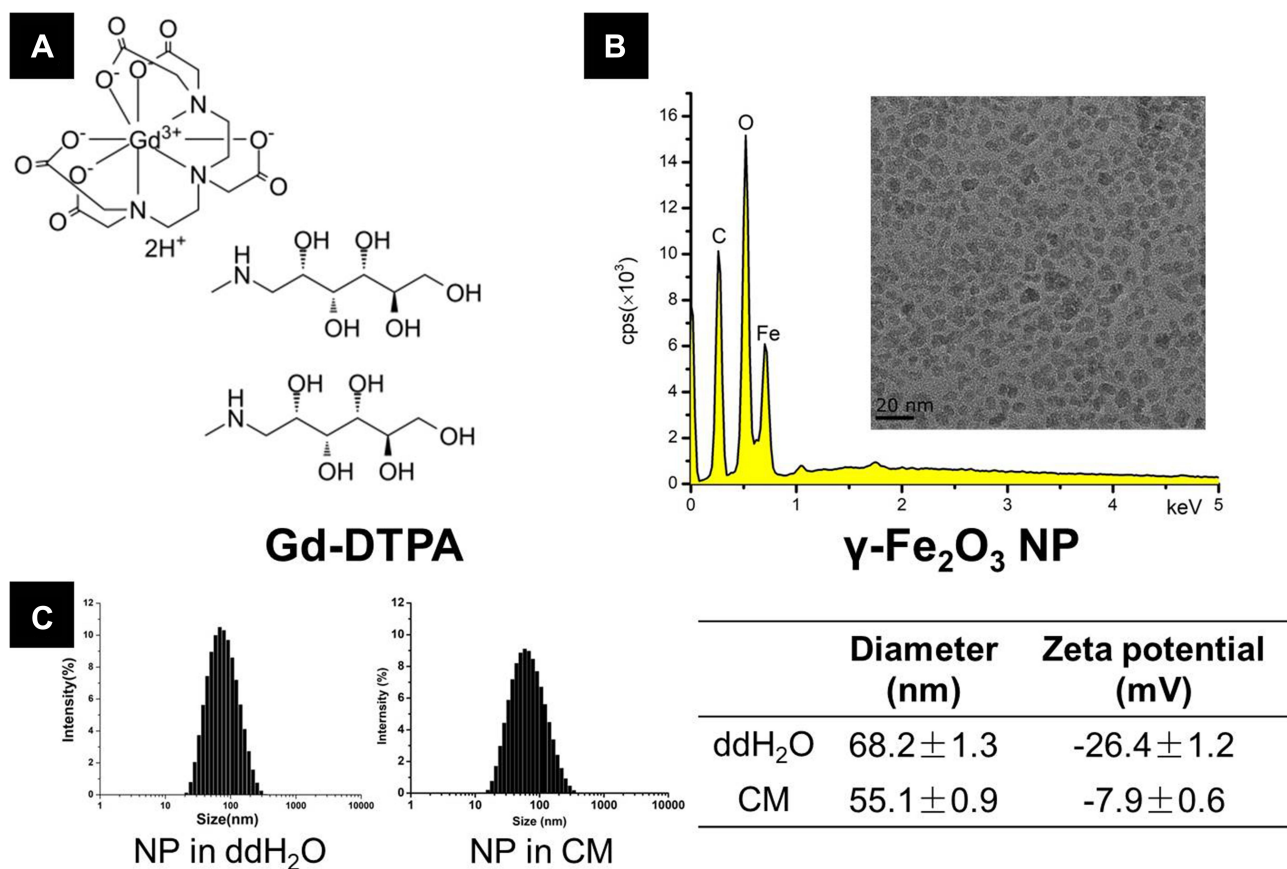 A
O
O
O-
O-
N
O-
Gd3+
O-
O-
N
O
O
O
N
2H+
OH
OH
H
N
OH
OH
OH
OH
OH
H
N
OH
OH
OH
Gd-DTPA
B
16
14
12
10
8
6
4
2
0
cps(×10³)
C
O
Fe
20 nm
0
1
2
3
4
keV
5
γ-Fe₂O₃ NP
C
12
10
8
6
4
2
0
Intensity(%)
1
10
100
1000
10000
Size(nm)
NP in ddH₂O
12
10
8
6
4
2
0
Internsity (%)
1
10
100
1000
10000
Size (nm)
NP in CM
Diameter (nm)
Zeta potential (mV)
ddH₂O 68.2±1.3 -26.4±1.2
CM 55.1±0.9 -7.9±0.6